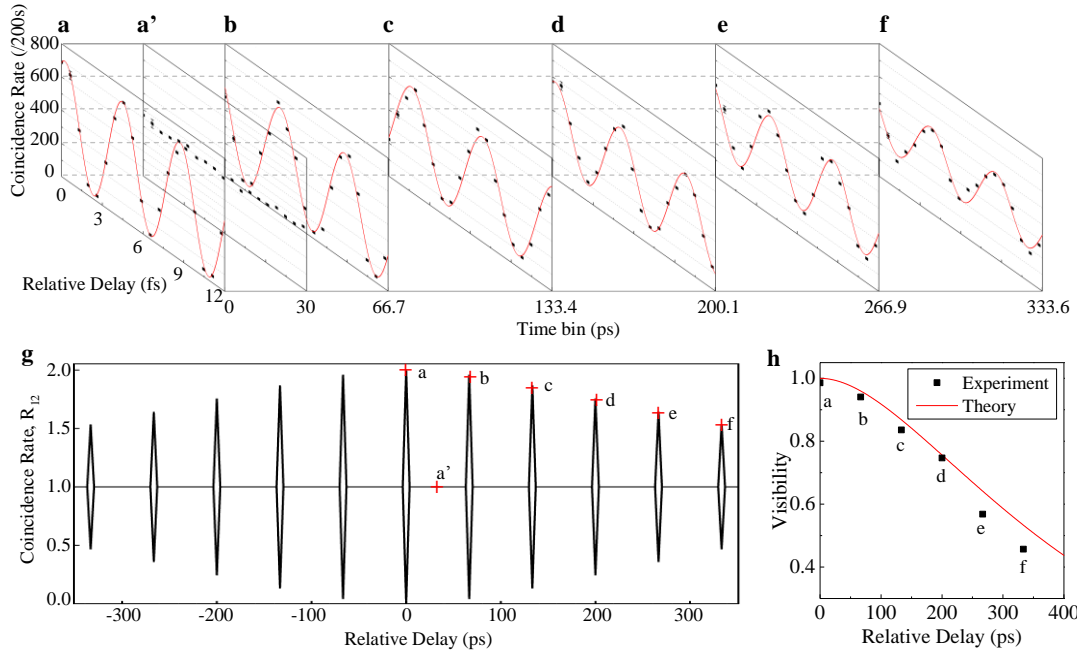 a a’ b c d e f
Coincidence Rate (/200s)
800
600
400
200
0
0
3
6
9
12
Relative Delay (fs)
0 30 66.7 133.4 200.1 266.9 333.6
Time bin (ps)
g
Coincidence Rate, R12
2.0
1.5
1.0
0.5
0.0
a
b
c
d
e
f
a’
-300 -200 -100 0 100 200 300
Relative Delay (ps)
h
Visibility
1.0
0.8
0.6
0.4
Experiment
Theory
a
b
c
d
e
f
0 100 200 300 400
Relative Delay (ps)